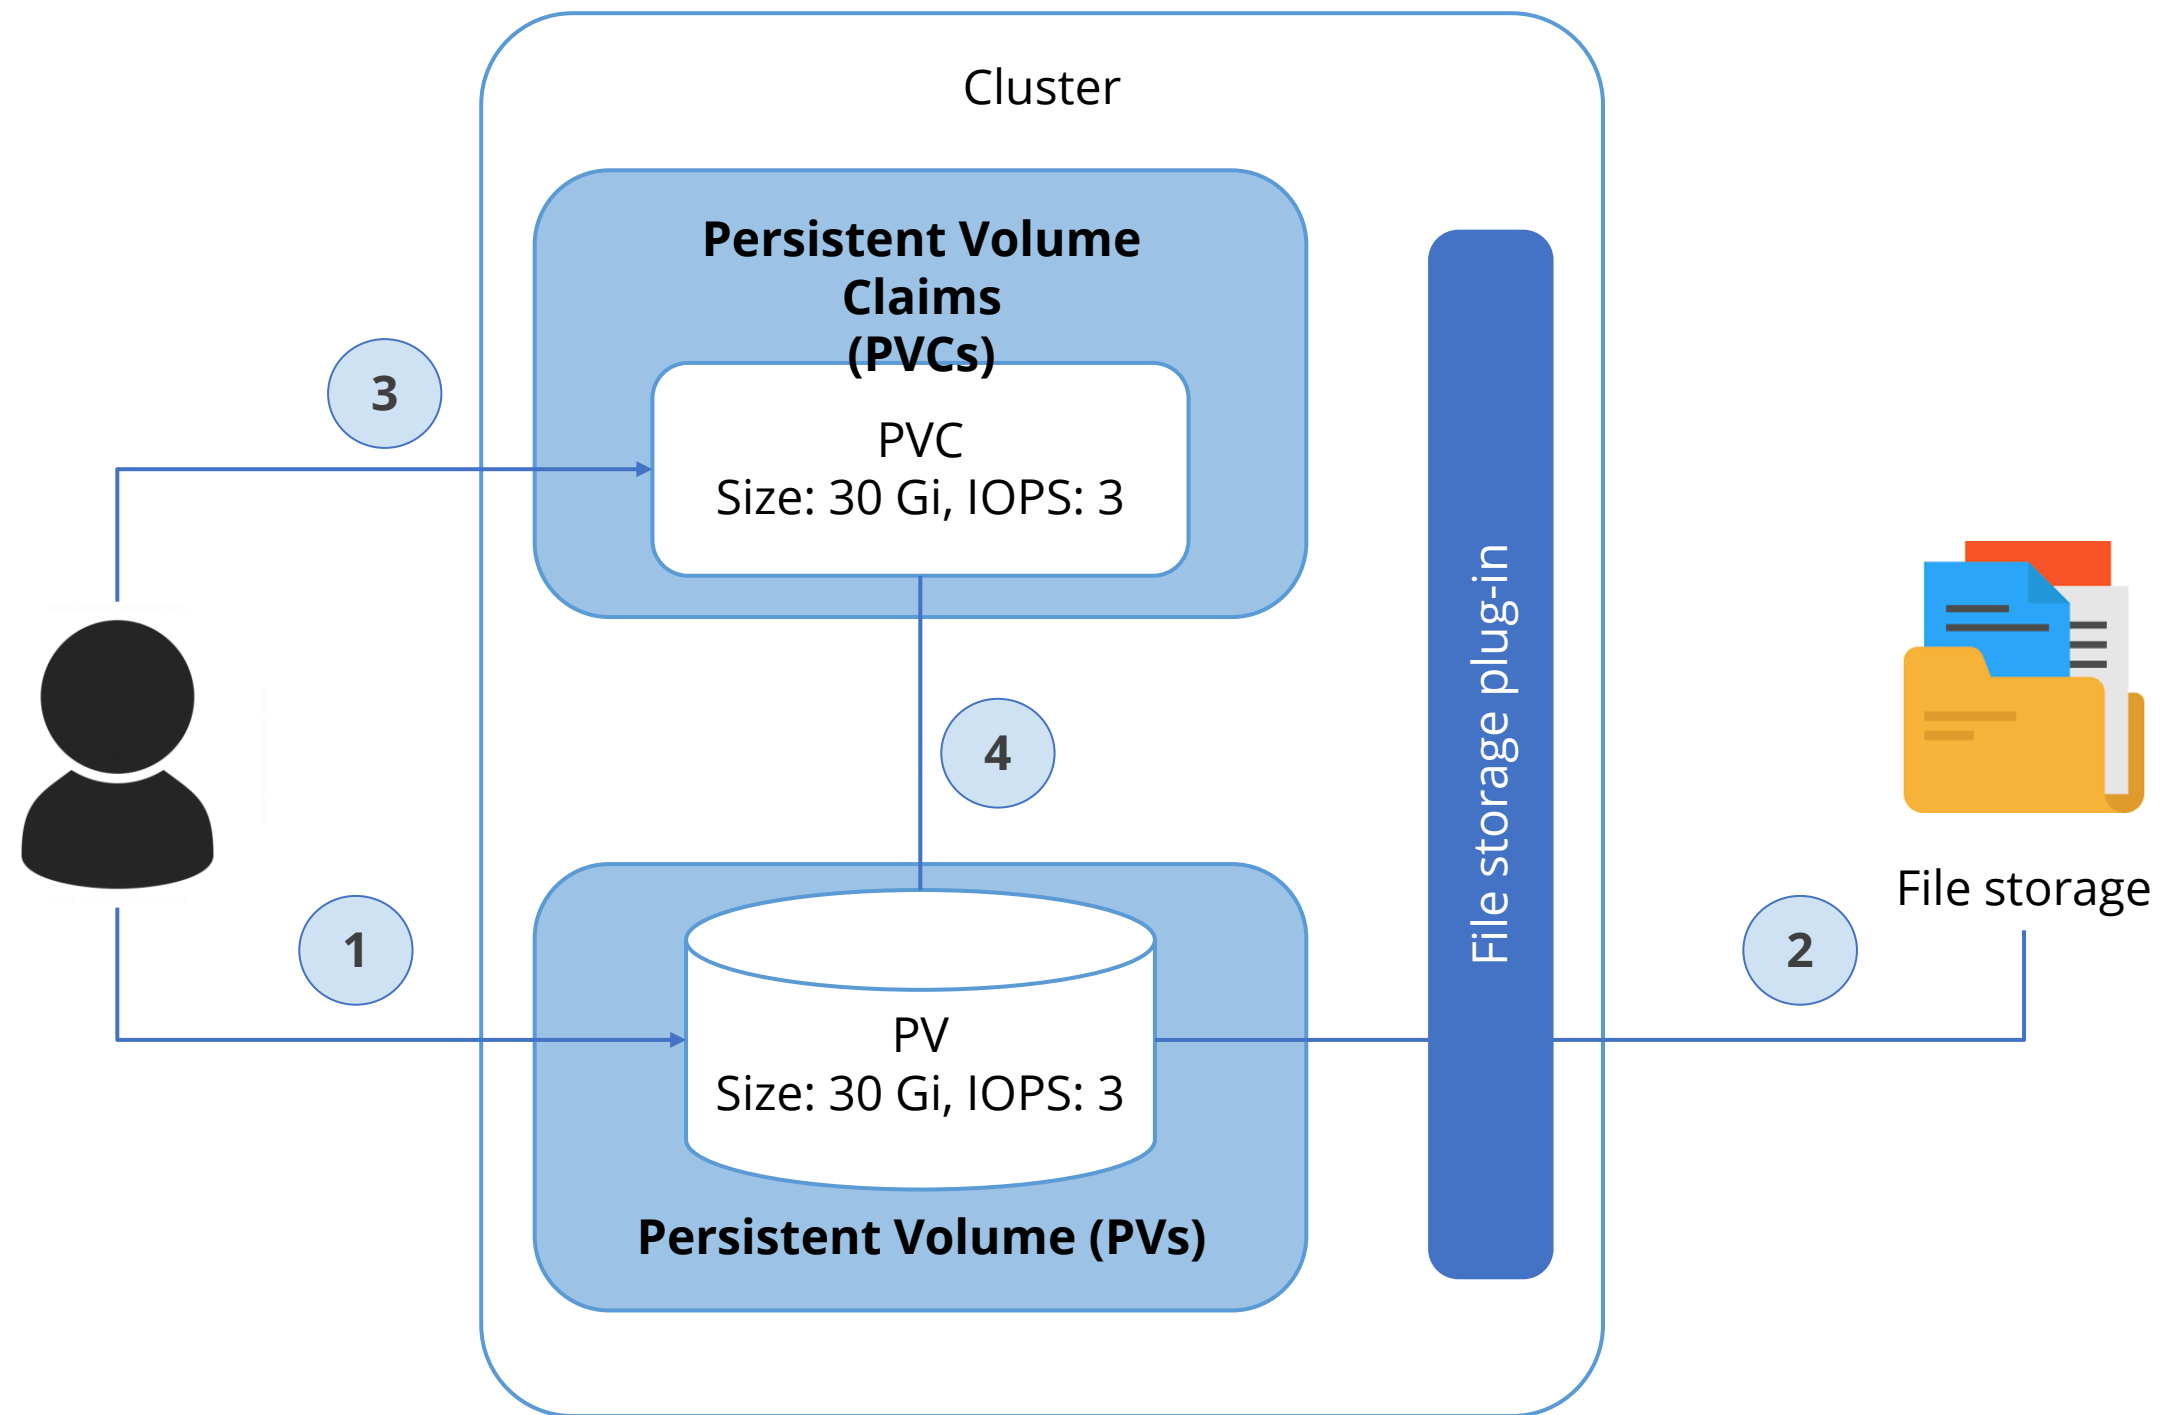 Cluster
Persistent Volume
Claims
(PVCs)
3
PVC
Size: 30 Gi, IOPS: 3
4
File storage plug-in
File storage
1
2
PV
Size: 30 Gi, IOPS: 3
Persistent Volume (PVs)